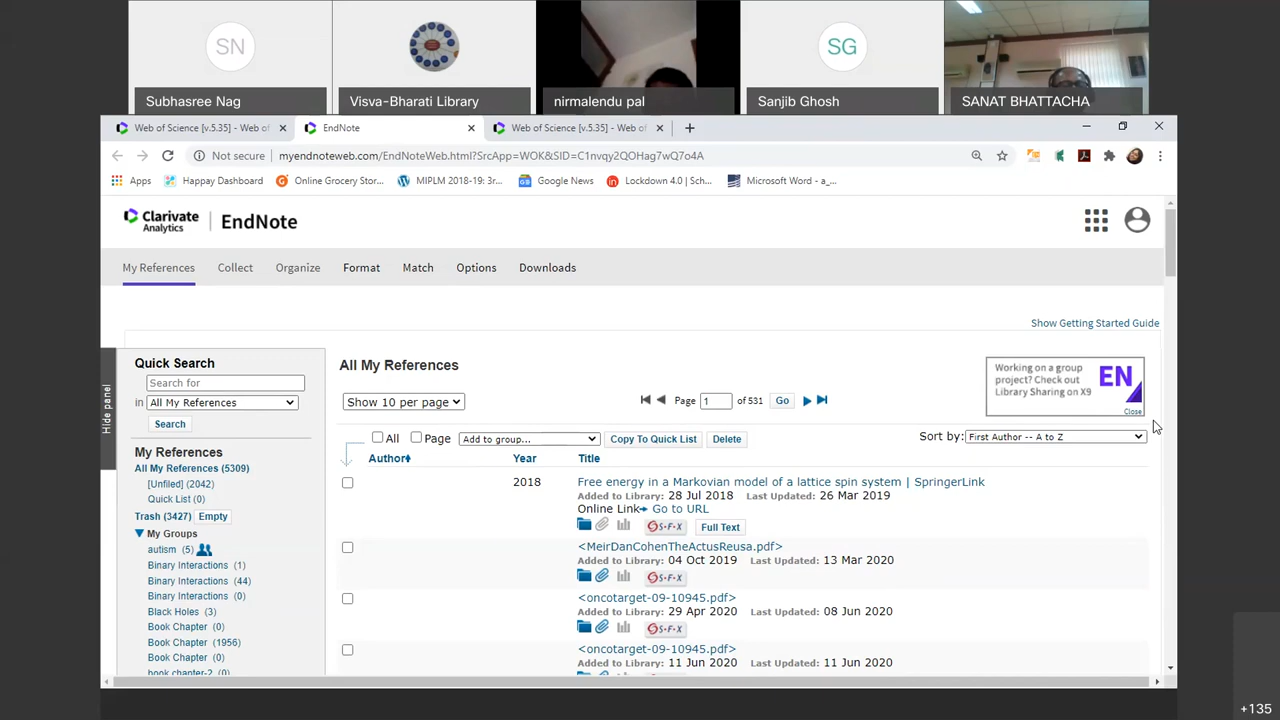 SN
SG
Subhasree Nag
Visva-Bharati Library
nirmalendu pal
Sanjib Ghosh
SANAT BHATTACHA
Web of Science [v.5.35] - Web of
EndNote
Web of Science [v.5.35] - Web of
Not secure
myendnoteweb.com/EndNoteWeb.html?SrcApp=WOK&SID=C1nvqy2QOHag7wQ7o4A
Apps
Happay Dashboard
Online Grocery Stor...
MIPLM 2018-19: 3r...
Google News
Lockdown 4.0 | Sch...
Microsoft Word - a_...
Clarivate
Analytics
EndNote
My References
Collect
Organize
Format
Match
Options
Downloads
Show Getting Started Guide
Hide panel
Quick Search
Search for
in All My References
Search
My References
All My References (5309)
[Unfiled] (2042)
Quick List (0)
Trash (3427) Empty
My Groups
autism (5)
Binary Interactions (1)
Binary Interactions (44)
Binary Interactions (0)
Black Holes (3)
Book Chapter (0)
Book Chapter (1956)
Book Chapter (0)
book chapter-2 (0)
All My References
Show 10 per page
Page 1 of 531 Go
Working on a group
project? Check out
Library Sharing on X9
EN
Close
All
Page
Add to group...
Copy To Quick List
Delete
Sort by: First Author -- A to Z
Author
Year
Title
2018
Free energy in a Markovian model of a lattice spin system | SpringerLink
Added to Library: 28 Jul 2018 Last Updated: 26 Mar 2019
Online Link Go to URL
S·F·X
Full Text
<MeirDanCohenTheActusReusa.pdf>
Added to Library: 04 Oct 2019 Last Updated: 13 Mar 2020
S·F·X
<oncotarget-09-10945.pdf>
Added to Library: 29 Apr 2020 Last Updated: 08 Jun 2020
S·F·X
<oncotarget-09-10945.pdf>
Added to Library: 11 Jun 2020 Last Updated: 11 Jun 2020
+135